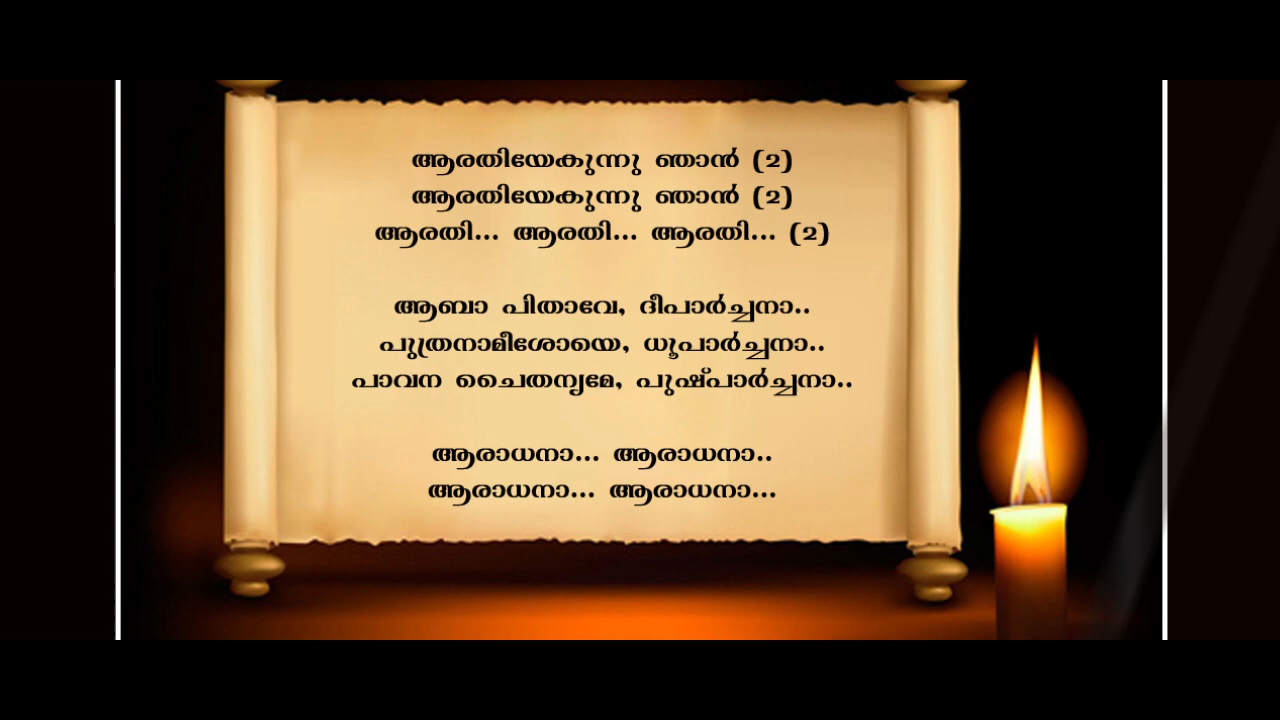 ആരതിയേകുന്നു ഞാൻ (2)
ആരതിയേകുന്നു ഞാൻ (2)
ആരതി... ആരതി... ആരതി... (2)
ആബാ പിതാവേ, ദീപാർച്ചനാ..
പുത്രനാമീശോയെ, ധൂപാർച്ചനാ..
പാവന ചൈതന്യമേ, പുഷ്പാർച്ചനാ..
ആരാധനാ... ആരാധനാ..
ആരാധനാ... ആരാധനാ...